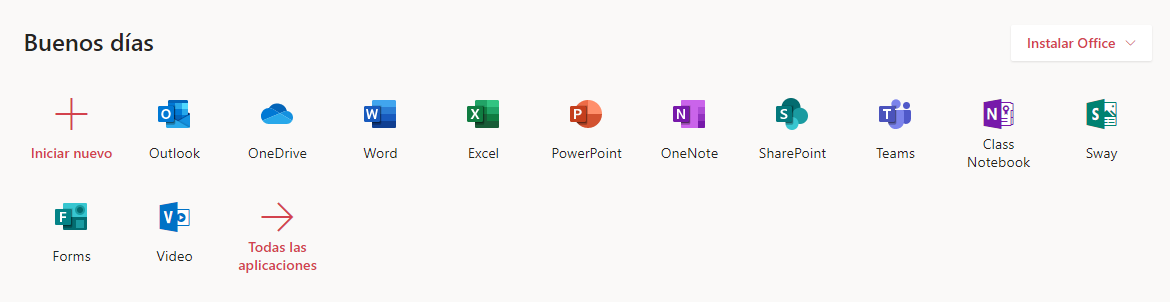 Buenos días
Instalar Office
Iniciar nuevo
Outlook
OneDrive
Word
Excel
PowerPoint
OneNote
SharePoint
Teams
Class
Notebook
Sway
Forms
Video
Todas las
aplicaciones